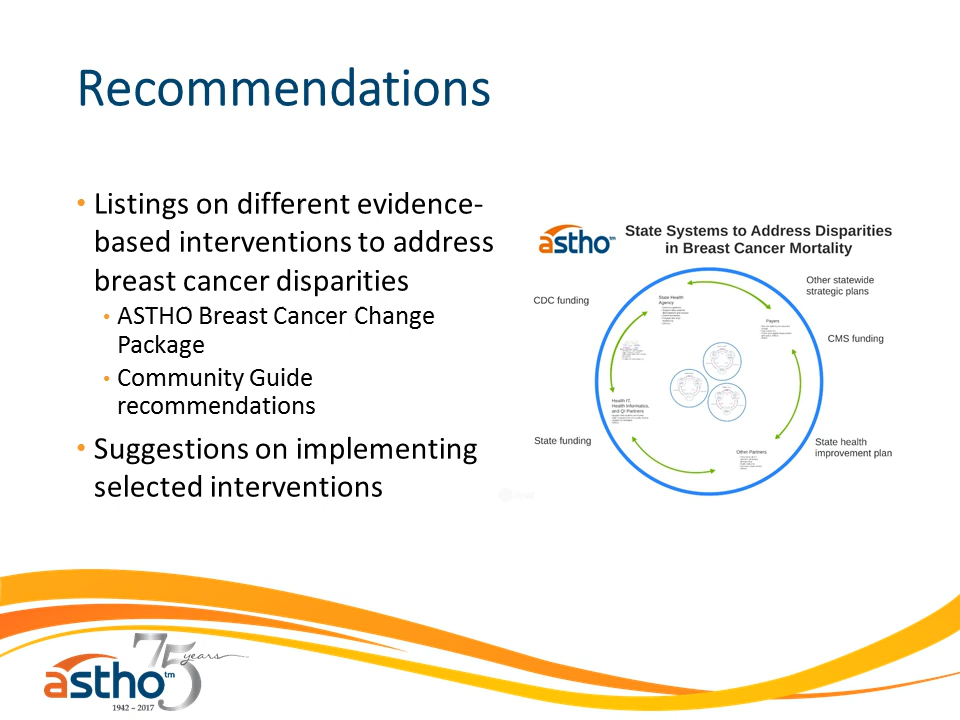 Recommendations
• Listings on different evidence-
based interventions to address
breast cancer disparities
• ASTHO Breast Cancer Change
Package
• Community Guide
recommendations
• Suggestions on implementing
selected interventions
astho™
State Systems to Address Disparities
in Breast Cancer Mortality
CDC funding
Other statewide
strategic plans
State Health
Agency
Payers
CMS funding
Health IT,
Health Informatics,
and QI Partners
State funding
Other Partners
State health
improvement plan
75 years
astho™
1942 – 2017